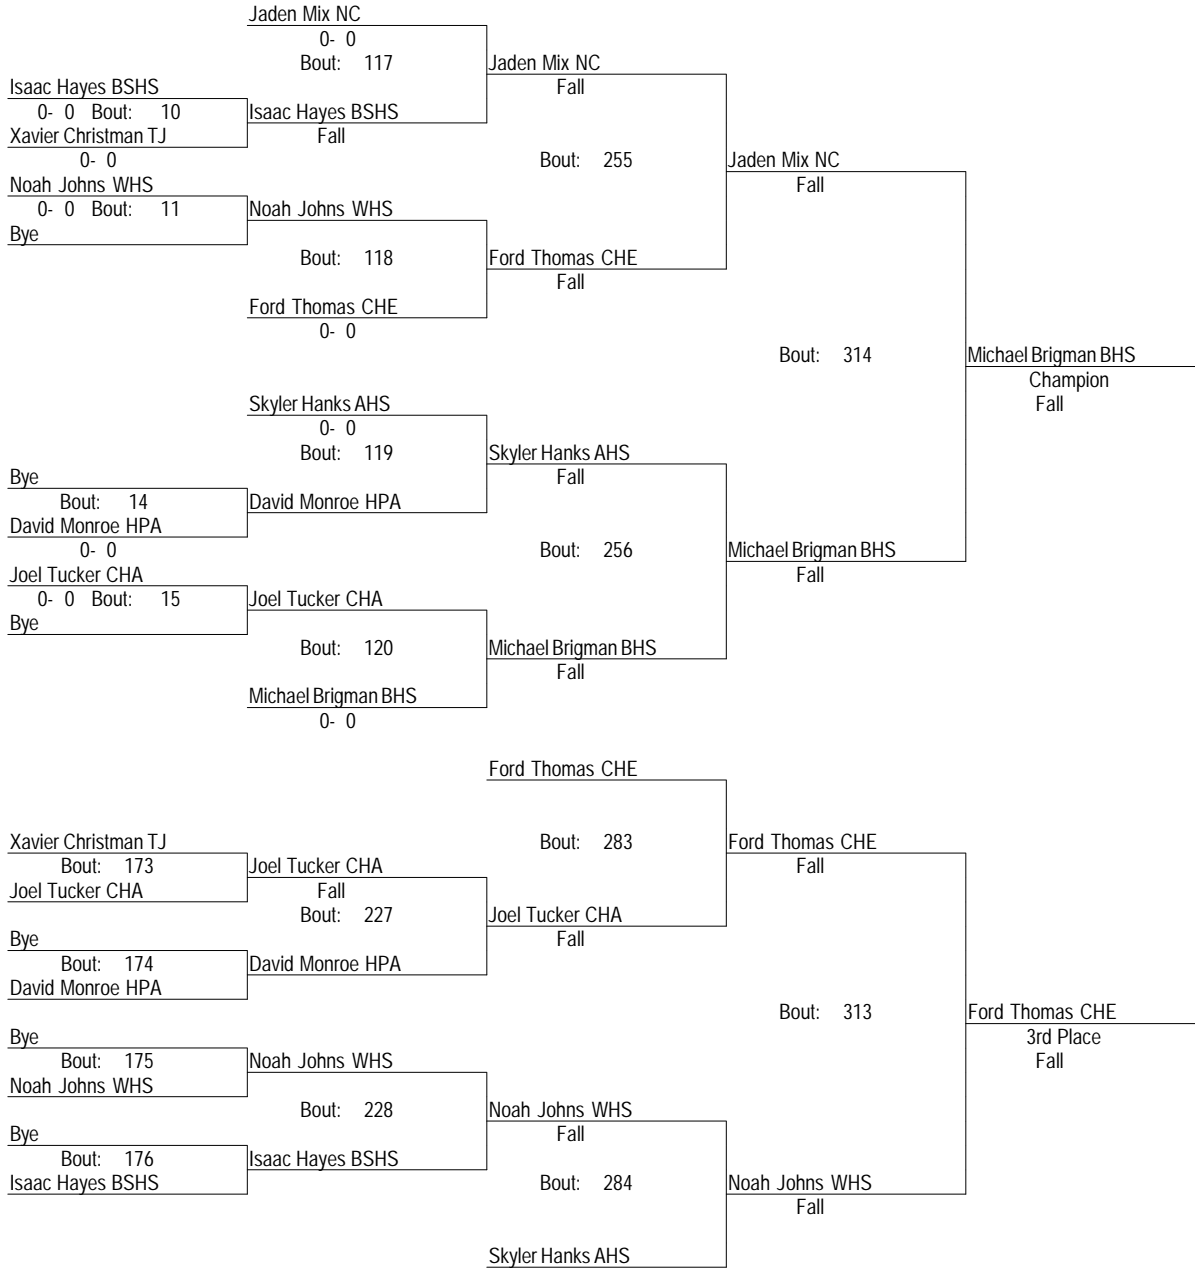 Jaden Mix NC
0- 0
Bout: 117
Jaden Mix NC
Fall
Isaac Hayes BSHS
0- 0 Bout: 10
Isaac Hayes BSHS
Fall
Xavier Christman TJ
0- 0
Bout: 255
Jaden Mix NC
Fall
Noah Johns WHS
0- 0 Bout: 11
Noah Johns WHS
Bye
Bout: 118
Ford Thomas CHE
Fall
Ford Thomas CHE
0- 0
Bout: 314
Michael Brigman BHS
Champion
Fall
Skyler Hanks AHS
0- 0
Bout: 119
Skyler Hanks AHS
Fall
Bye
Bout: 14
David Monroe HPA
David Monroe HPA
0- 0
Bout: 256
Michael Brigman BHS
Fall
Joel Tucker CHA
0- 0 Bout: 15
Joel Tucker CHA
Bye
Bout: 120
Michael Brigman BHS
Fall
Michael Brigman BHS
0- 0
Ford Thomas CHE
Xavier Christman TJ
Bout: 283
Ford Thomas CHE
Fall
Bout: 173
Joel Tucker CHA
Fall
Joel Tucker CHA
Bout: 227
Joel Tucker CHA
Fall
Bye
Bout: 174
David Monroe HPA
David Monroe HPA
Bout: 313
Ford Thomas CHE
3rd Place
Fall
Bye
Bout: 175
Noah Johns WHS
Noah Johns WHS
Bout: 228
Noah Johns WHS
Fall
Bye
Bout: 176
Isaac Hayes BSHS
Isaac Hayes BSHS
Bout: 284
Noah Johns WHS
Fall
Skyler Hanks AHS